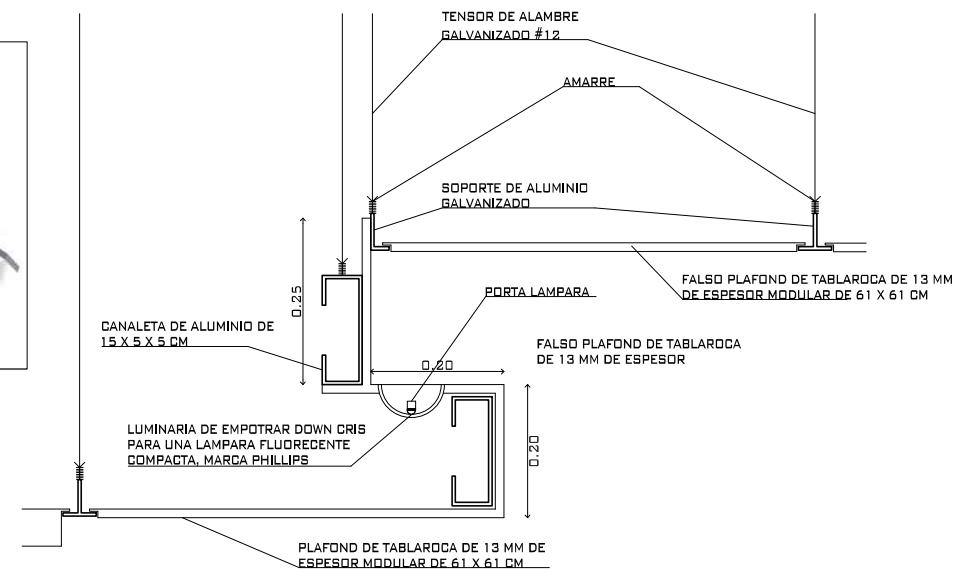 TENSOR DE ALAMBRE
GALVANIZADO #12
AMARRE
SOPORTE DE ALUMINIO
GALVANIZADO
FALSO PLAFOND DE TABLAROCA DE 13 MM
DE ESPESOR MODULAR DE 61 X 61 CM
PORTA LAMPARA
0.25
CANALETA DE ALUMINIO DE
15 X 5 X 5 CM
FALSO PLAFOND DE TABLAROCA
DE 13 MM DE ESPESOR
0.20
LUMINARIA DE EMPOTRAR DOWN CRIS
PARA UNA LAMPARA FLUORECENTE
COMPACTA, MARCA PHILLIPS
0.20
PLAFOND DE TABLAROCA DE 13 MM DE
ESPESOR MODULAR DE 61 X 61 CM